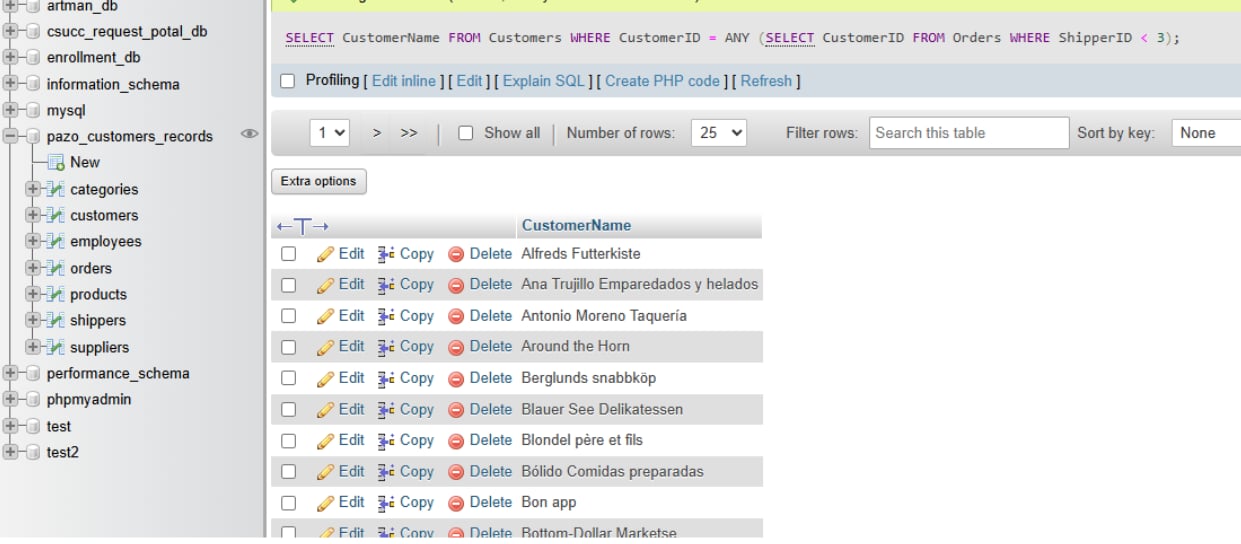 artman_db
csucc_request_potal_db
enrollment_db
information_schema
mysql
pazo_customers_records
New
categories
customers
employees
orders
products
shippers
suppliers
performance_schema
phpmyadmin
test
test2
SELECT CustomerName FROM Customers WHERE CustomerID = ANY (SELECT CustomerID FROM Orders WHERE ShipperID < 3);
Profiling [ Edit inline ] [ Edit ] [ Explain SQL ] [ Create PHP code ] [ Refresh ]
1 > >> Show all Number of rows: 25 Filter rows: Search this table Sort by key: None
Extra options
←T→ CustomerName
Edit Copy Delete Alfreds Futterkiste
Edit Copy Delete Ana Trujillo Emparedados y helados
Edit Copy Delete Antonio Moreno Taquería
Edit Copy Delete Around the Horn
Edit Copy Delete Berglunds snabbköp
Edit Copy Delete Blauer See Delikatessen
Edit Copy Delete Blondel père et fils
Edit Copy Delete Bólido Comidas preparadas
Edit Copy Delete Bon app
Edit Copy Delete Bottom-Dollar Marketse